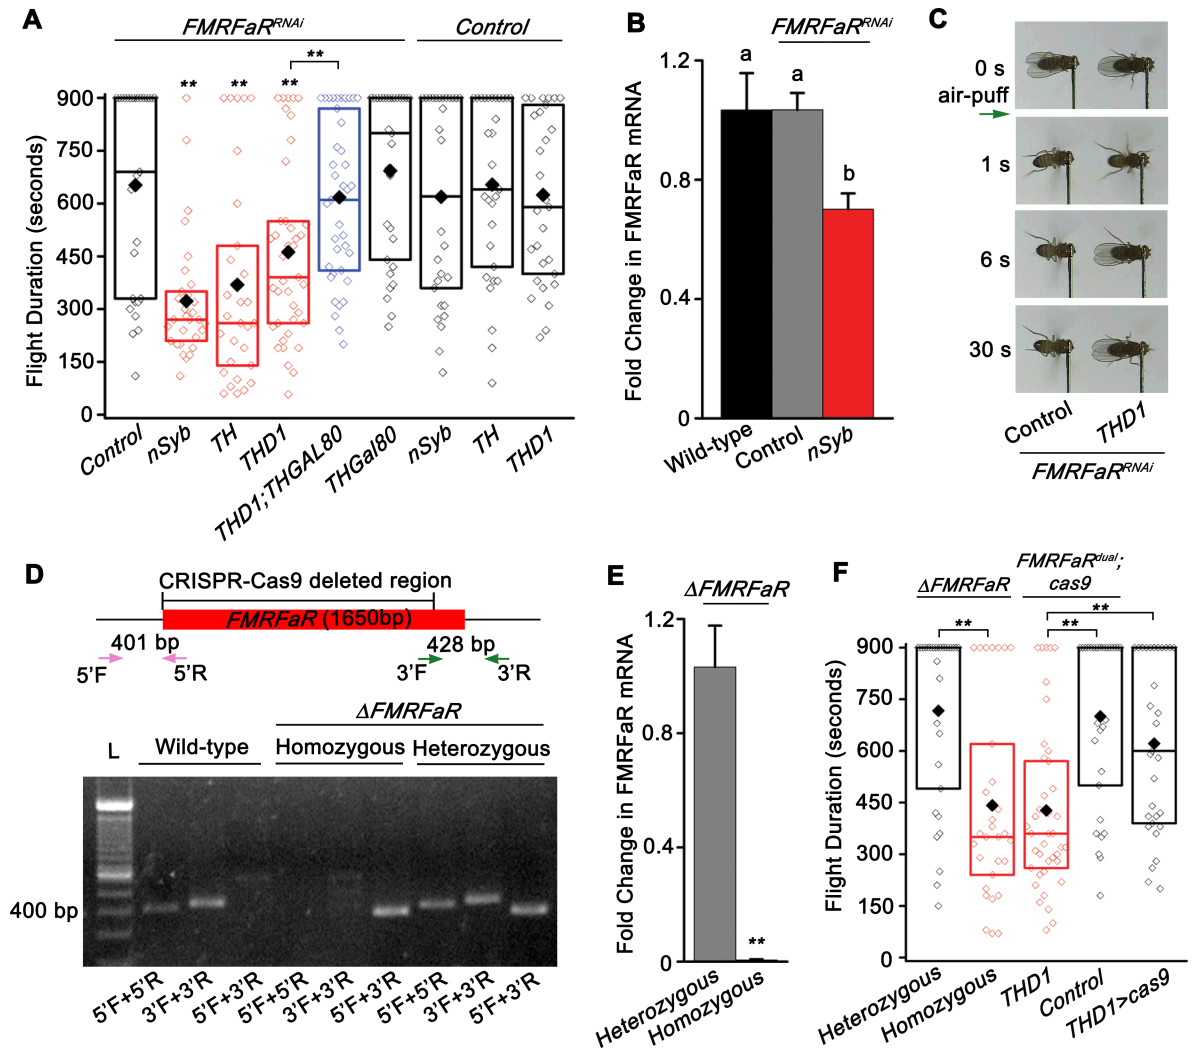 A
FMRFaR^RNAi
Control
**
** ** **
Flight Duration (seconds)
900
750
600
450
300
150
0
Control
nSyb
TH
THD1
THD1;THGAL80
THGal80
nSyb
TH
THD1
B
FMRFaR^RNAi
Fold Change in FMRFaR mRNA
1.2
0.8
0.4
0
a
a
b
Wild-type
Control
nSyb
C
0 s
air-puff
1 s
6 s
30 s
Control
THD1
FMRFaR^RNAi
D
CRISPR-Cas9 deleted region
FMRFaR (1650bp)
401 bp
428 bp
5'F
5'R
3'F
3'R
ΔFMRFaR
L
Wild-type
Homozygous
Heterozygous
400 bp
5'F+5'R
3'F+3'R
5'F+3'R
5'F+5'R
3'F+3'R
5'F+3'R
5'F+5'R
3'F+3'R
5'F+3'R
E
ΔFMRFaR
Fold Change in FMRFaR mRNA
1.2
0.8
0.4
0
**
Heterozygous
Homozygous
F
ΔFMRFaR
FMRFaR^dual;
cas9
**
** **
Flight Duration (seconds)
900
750
600
450
300
150
0
Heterozygous
Homozygous
THD1
Control
THD1>cas9